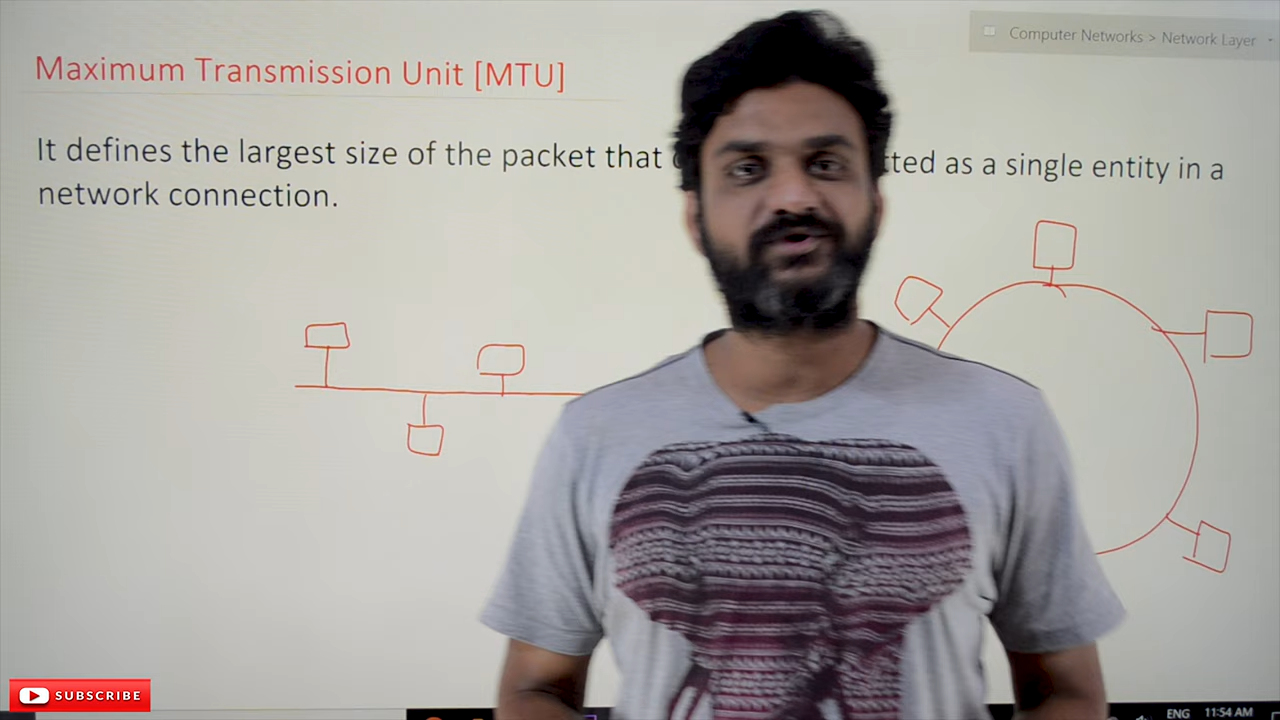 Computer Networks > Network Layer
Maximum Transmission Unit [MTU]
It defines the largest size of the packet that as a single entity in a
network connection.
SUBSCRIBE
ENG 11:54 AM